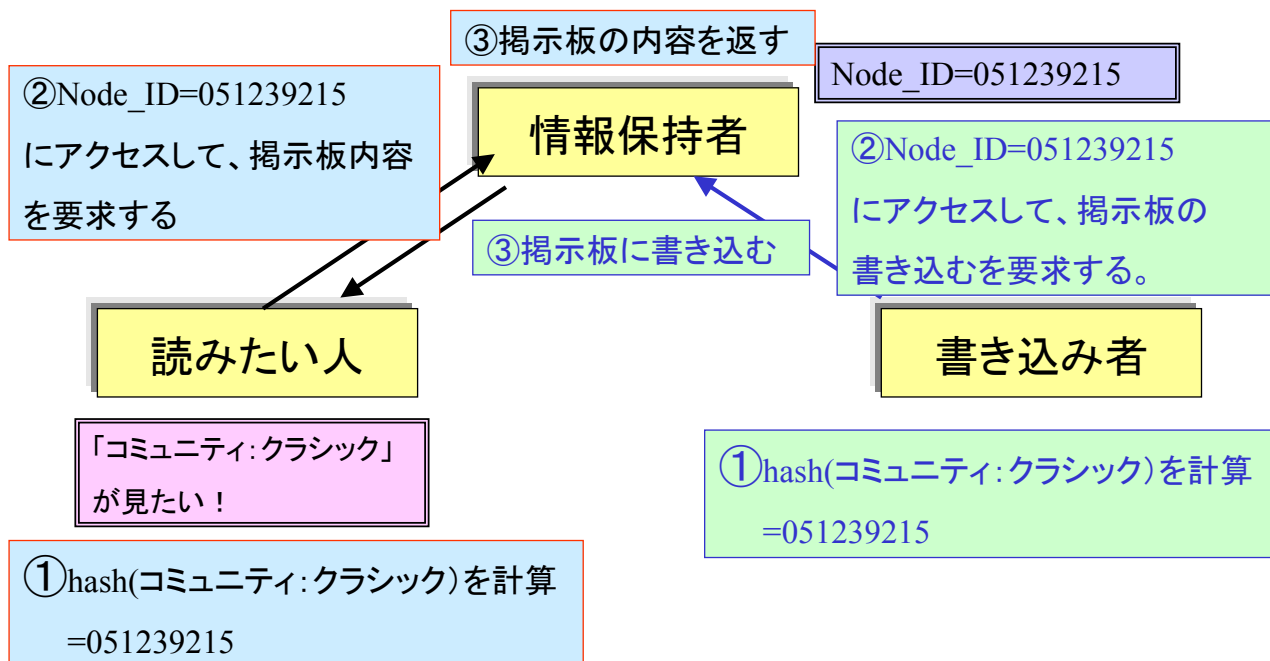 ③掲示板の内容を返す
Node_ID=051239215
②Node_ID=051239215
にアクセスして、掲示板内容
を要求する
情報保持者
②Node_ID=051239215
にアクセスして、掲示板の
書き込むを要求する。
③掲示板に書き込む
読みたい人
書き込み者
「コミュニティ:クラシック」
が見たい!
①hash(コミュニティ:クラシック)を計算
=051239215
①hash(コミュニティ:クラシック)を計算
=051239215